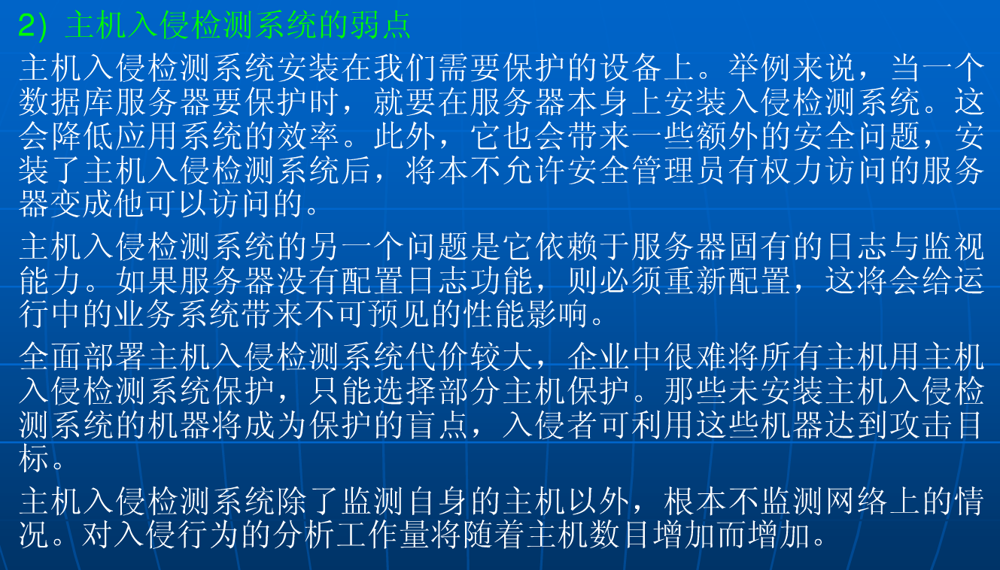 2) 主机入侵检测系统的弱点
主机入侵检测系统安装在我们需要保护的设备上。举例来说，当一个
数据库服务器要保护时，就要在服务器本身上安装入侵检测系统。这
会降低应用系统的效率。此外，它也会带来一些额外的安全问题，安
装了主机入侵检测系统后，将本不允许安全管理员有权力访问的服务
器变成他可以访问的。
主机入侵检测系统的另一个问题是它依赖于服务器固有的日志与监视
能力。如果服务器没有配置日志功能，则必须重新配置，这将会给运
行中的业务系统带来不可预见的性能影响。
全面部署主机入侵检测系统代价较大，企业中很难将所有主机用主机
入侵检测系统保护，只能选择部分主机保护。那些未安装主机入侵检
测系统的机器将成为保护的盲点，入侵者可利用这些机器达到攻击目
标。
主机入侵检测系统除了监测自身的主机以外，根本不监测网络上的情
况。对入侵行为的分析工作量将随着主机数目增加而增加。